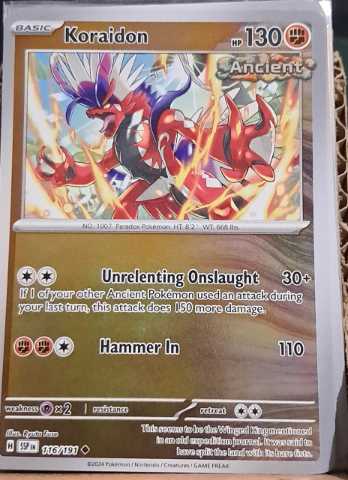 BASIC
Koraidon
HP 130
Ancient
NO. 1007 Paradox Pokémon HT: 8'2" WT: 668 lbs.
Unrelenting Onslaught 30+
If 1 of your other Ancient Pokémon used an attack during
your last turn, this attack does 150 more damage.
Hammer In 110
weakness ×2 resistance retreat
Illus. Ryuta Fuse
H SSP EN 116/191
This seems to be the Winged King mentioned
in an old expedition journal. It was said to
have split the land with its bare fists.
©2024 Pokémon / Nintendo / Creatures / GAME FREAK